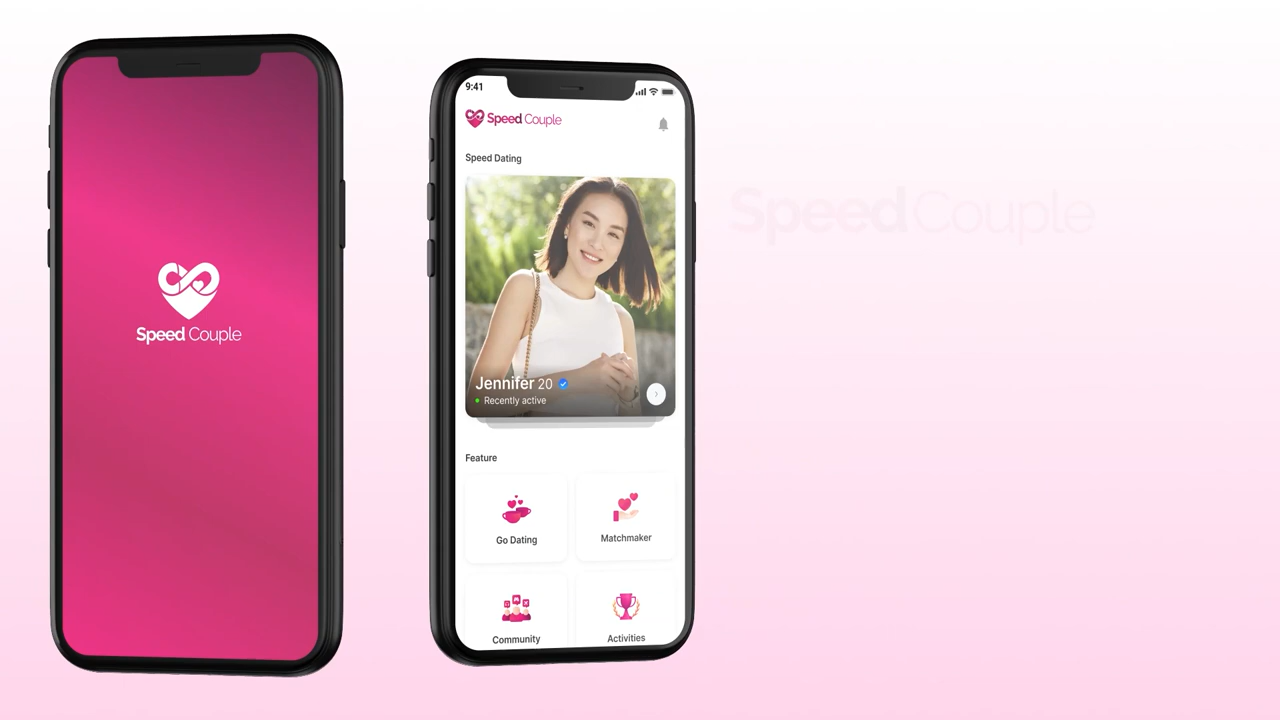 Speed Couple
9:41
Speed Couple
Speed Dating
Jennifer 20
Recently active
Feature
Go Dating
Matchmaker
Community
Activities
Speed Couple